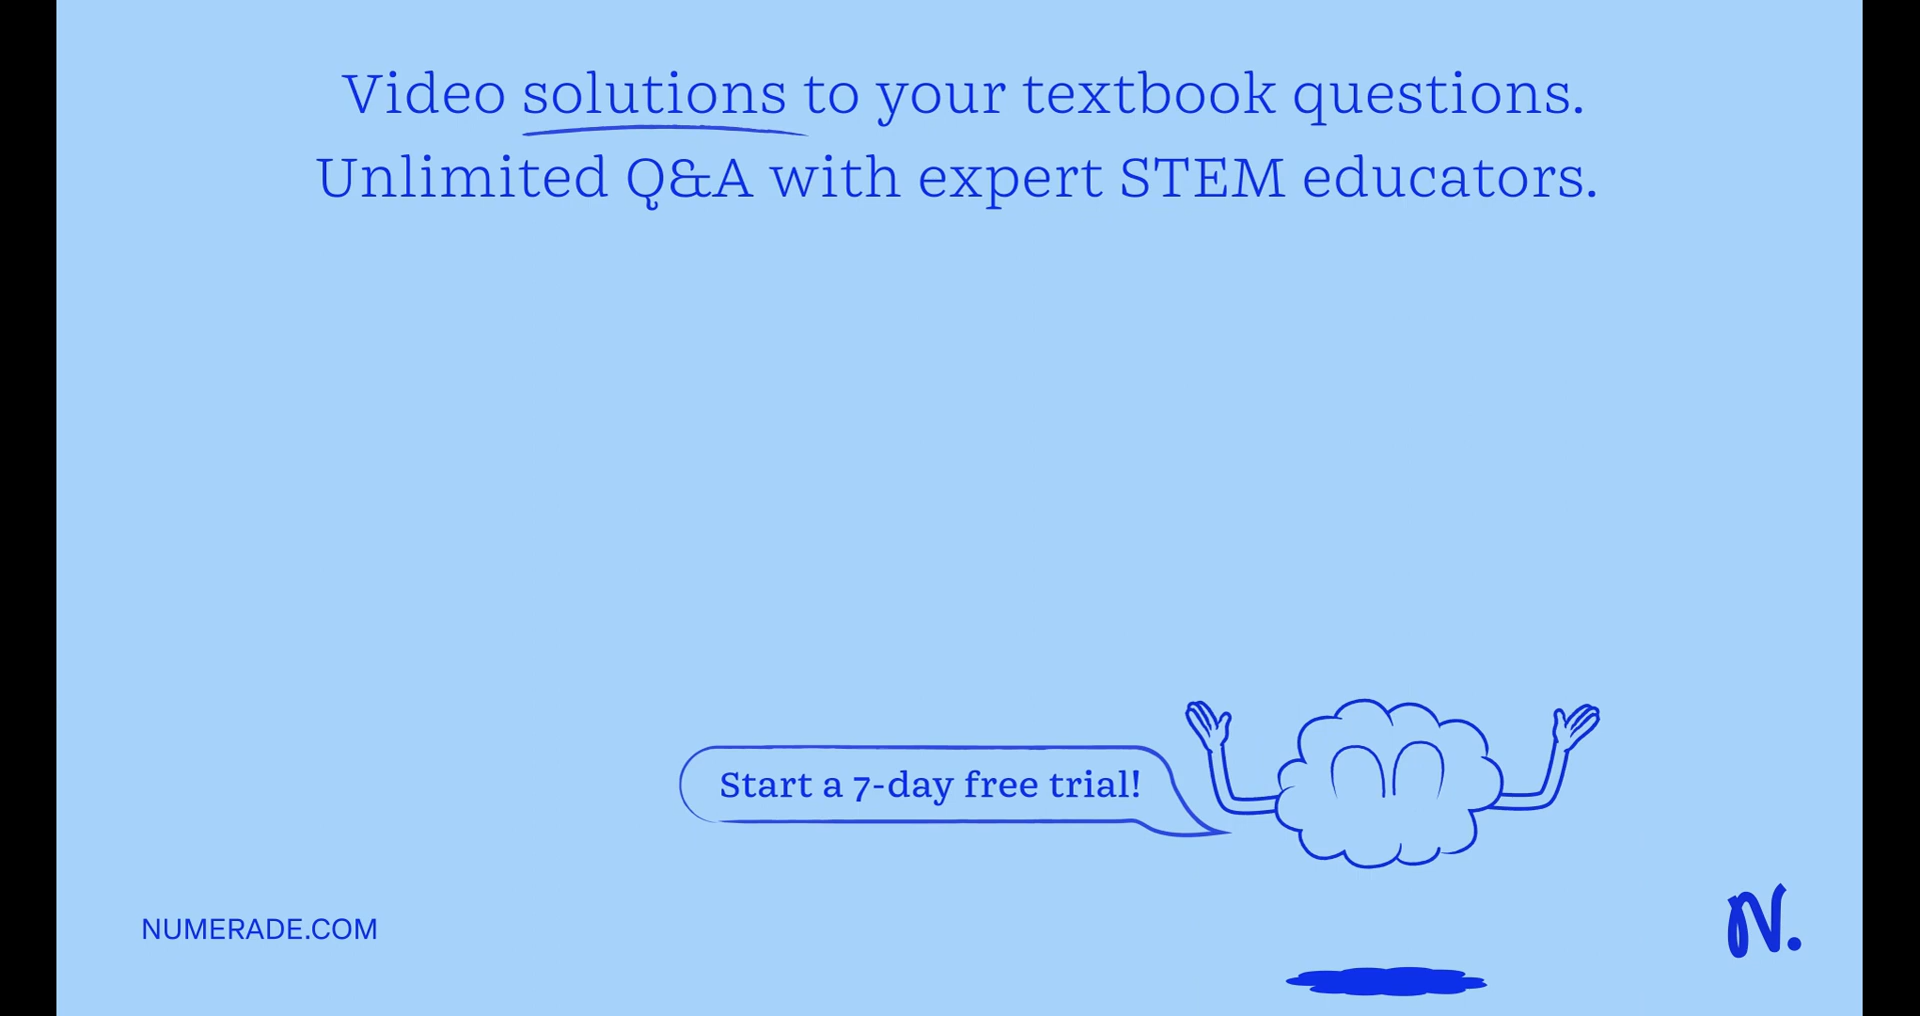 Video solutions to your textbook questions.
Unlimited Q&A with expert STEM educators.
Start a 7-day free trial!
NUMERADE.COM
N.